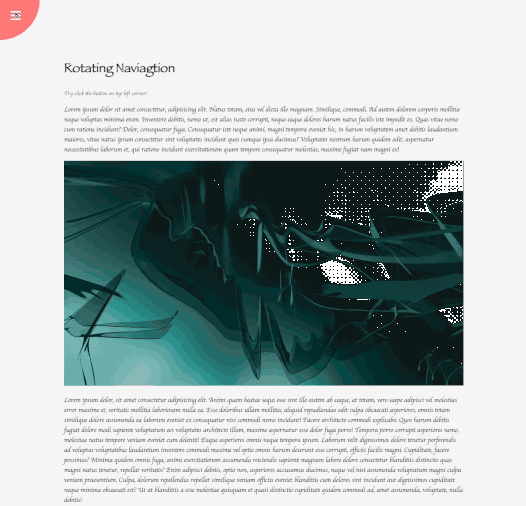 Rotating Naviagtion
Try click the button on top left corner!
Lorem ipsum dolor sit amet consectetur, adipisicing elit. Natus totam, eius vel dicta illo magnam. Similique, commodi. Ad autem dolorem corporis mollitia
neque voluptas minima enim. Inventore debitis, nemo ut, est alias iusto corrupti, neque eaque dolores harum natus facilis iste impedit ex. Quas vitae nemo
cum ratione incidunt? Dolor, consequatur fuga. Consequatur iste neque animi, magni tempora eveniet hic, in harum voluptatem amet debitis laudantium
maiores, vitae natus ipsum consectetur sint voluptates incidunt quos cumque ipsa ducimus? Voluptates nostrum harum quidem odit, aspernatur
necessitatibus laborum et, qui ratione incidunt exercitationem quam tempore consequatur molestias, maxime fugiat nam magni ex!
Lorem ipsum dolor, sit amet consectetur adipisicing elit. Animi quam beatae sequi esse sint illo autem ab eaque, at totam, vero saepe adipisci vel molestias
error maxime et, veritatis mollitia laboriosam nulla ea. Esse doloribus ullam mollitia, aliquid repudiandae odit culpa obcaecati asperiores, omnis totam
similique dolore assumenda ad laborum eveniet ex consequatur nisi commodi nemo incidunt! Facere architecto commodi explicabo. Quas harum debitis
fugiat dolore modi sapiente voluptatum eos voluptates architecto illum, maxime aspernatur esse dolor fuga porro! Tempora porro corrupti asperiores nemo,
molestiae natus tempore veniam eveniet cum deleniti! Eaque asperiores omnis neque tempora ipsum. Laborum velit dignissimos dolore tenetur perferendis
ad voluptas voluptatibus laudantium inventore commodi maxime vel optio omnis harum dolorum deserunt est corrupti, officiis facilis magni. Cupiditate, facere
possimus? Minima quidem omnis fugit, animi exercitationem assumenda reiciendis sapiente rerum magnam labore dolore blanditiis distinctio quas
magni natus tenetur, repellat veritatis! Enim adipisci debitis, optio non, asperiores accusamus ducimus, neque vel nisi assumenda voluptatum magni culpa
veniam praesentium. Culpa, dolorum repellendus repellat similique veniam officiis eveniet blanditiis cum dolores sint incidunt aut dignissimos cupiditate
neque minima obcaecati est? Ut at blanditiis a esse molestiae quisquam et quasi distinctio cupiditate quidem commodi ad, amet assumenda, voluptate, nulla
debitis!